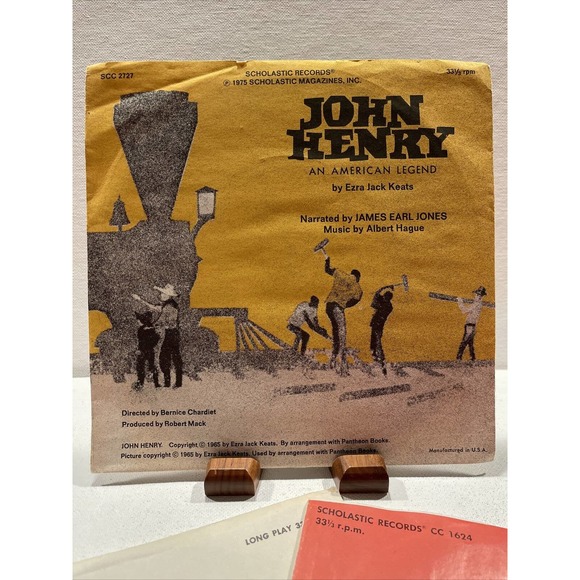 SCC 2727
SCHOLASTIC RECORDS®
33⅓rpm
℗ 1975 SCHOLASTIC MAGAZINES, INC.
JOHN
HENRY
AN AMERICAN LEGEND
by Ezra Jack Keats
Narrated by JAMES EARL JONES
Music by Albert Hague
Directed by Bernice Chardiet
Produced by Robert Mack
JOHN HENRY. Copyright © 1965 by Ezra Jack Keats. By arrangement with Pantheon Books.
Picture copyright © 1965 by Ezra Jack Keats. Used by arrangement with Pantheon Books.
Manufactured in U.S.A.
LONG PLAY
SCHOLASTIC RECORDS® CC 1624
33⅓ r.p.m.